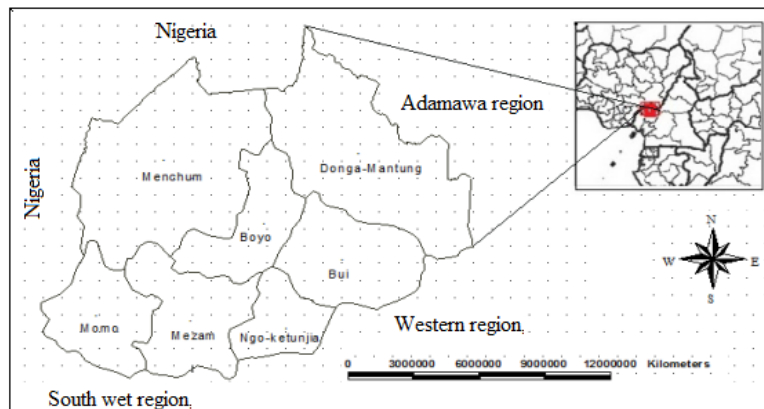 Nigeria
Adamawa region
Menchum
Donga-Mantung
Nigeria
Boyo
Bui
N
W E
S
Momo
Mezam
Ngo-ketunjia
Western region,
0 3000000 6000000 9000000 12000000 Kilometers
South wet region,